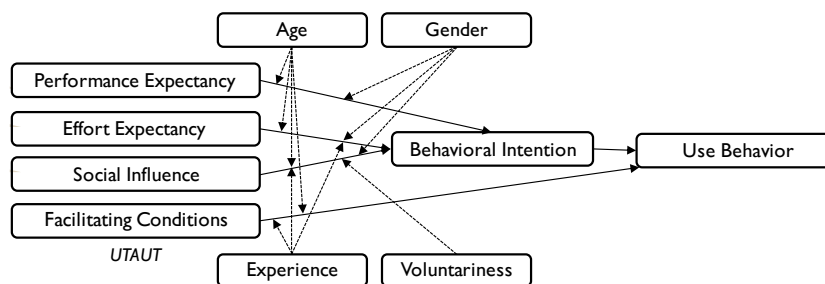 Age
Gender
Performance Expectancy
Effort Expectancy
Behavioral Intention
Use Behavior
Social Influence
Facilitating Conditions
UTAUT
Experience
Voluntariness